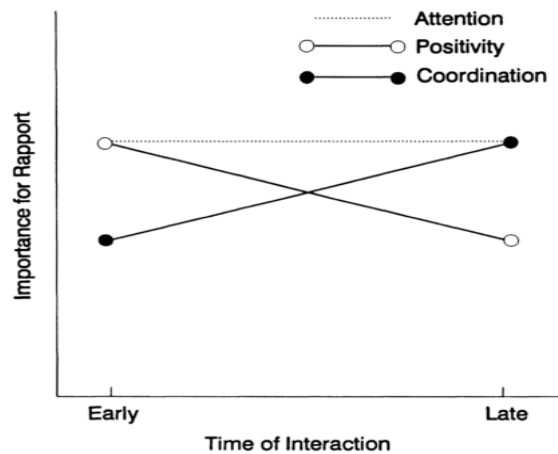 Attention
Positivity
Coordination
Importance for Rapport
Early
Late
Time of Interaction